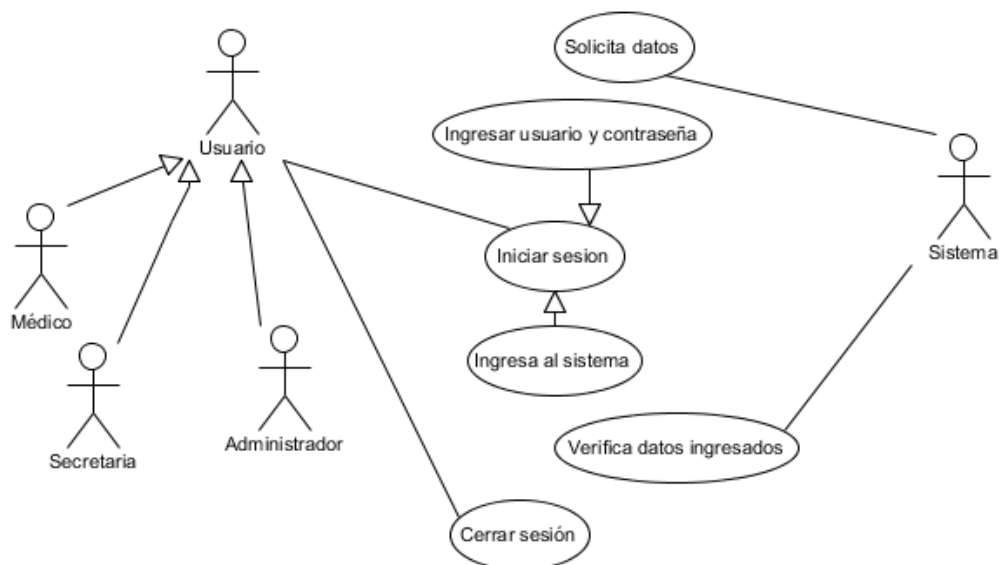 Solicita datos
Usuario
Ingresar usuario y contraseña
Iniciar sesion
Sistema
Médico
Ingresa al sistema
Secretaria
Administrador
Verifica datos ingresados
Cerrar sesión